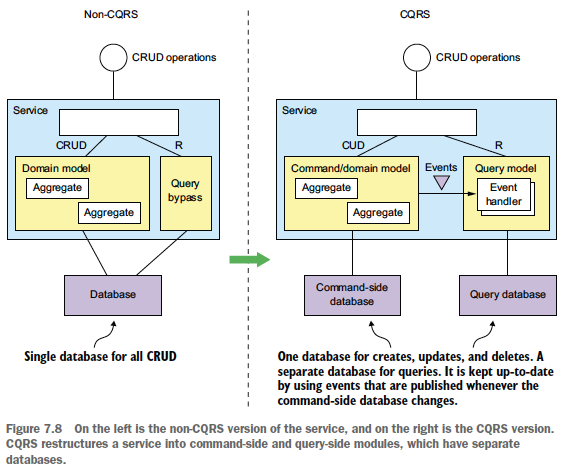 Non-CQRS
CRUD operations
Service
CRUD
R
Domain model
Aggregate
Aggregate
Query
bypass
Database
Single database for all CRUD
CQRS
CRUD operations
Service
CUD
R
Command/domain model
Aggregate
Aggregate
Events
Query model
Event
handler
Command-side
database
Query database
One database for creates, updates, and deletes. A
separate database for queries. It is kept up-to-date
by using events that are published whenever the
command-side database changes.
Figure 7.8 On the left is the non-CQRS version of the service, and on the right is the CQRS version.
CQRS restructures a service into command-side and query-side modules, which have separate
databases.